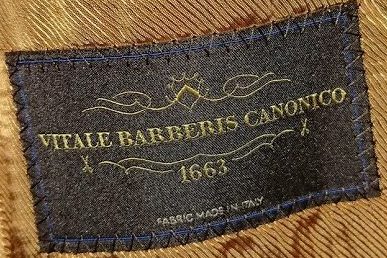 VITALE BARBERIS CANONICO
1663
FABRIC MADE IN ITALY